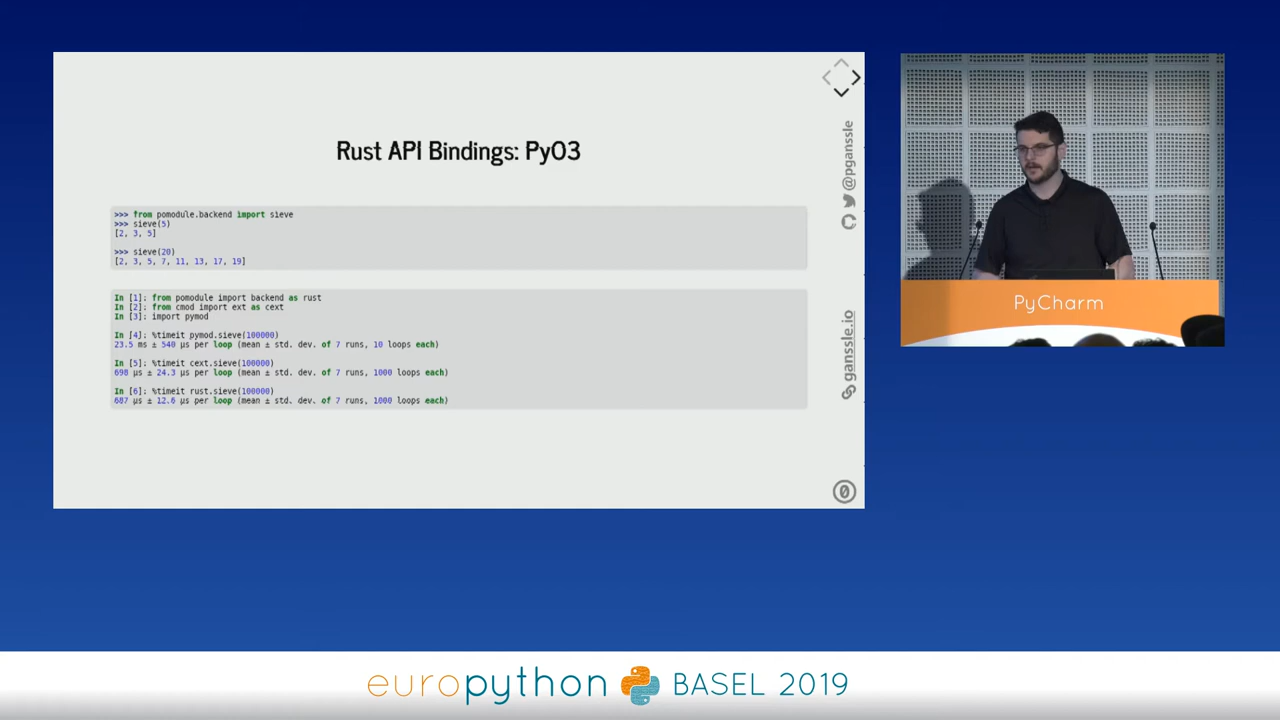 Rust API Bindings: PyO3
>>> from pomodule.backend import sieve
>>> sieve(5)
[2, 3, 5]
>>> sieve(20)
[2, 3, 5, 7, 11, 13, 17, 19]
In [1]: from pomodule import backend as rust
In [2]: from cmod import ext as cext
In [3]: import pymod
In [4]: %timeit pymod.sieve(100000)
23.5 ms ± 540 µs per loop (mean ± std. dev. of 7 runs, 10 loops each)
In [5]: %timeit cext.sieve(100000)
698 µs ± 24.3 µs per loop (mean ± std. dev. of 7 runs, 1000 loops each)
In [6]: %timeit rust.sieve(100000)
687 µs ± 12.6 µs per loop (mean ± std. dev. of 7 runs, 1000 loops each)
@pganssle
ganssle.io
0
PyCharm
europython BASEL 2019